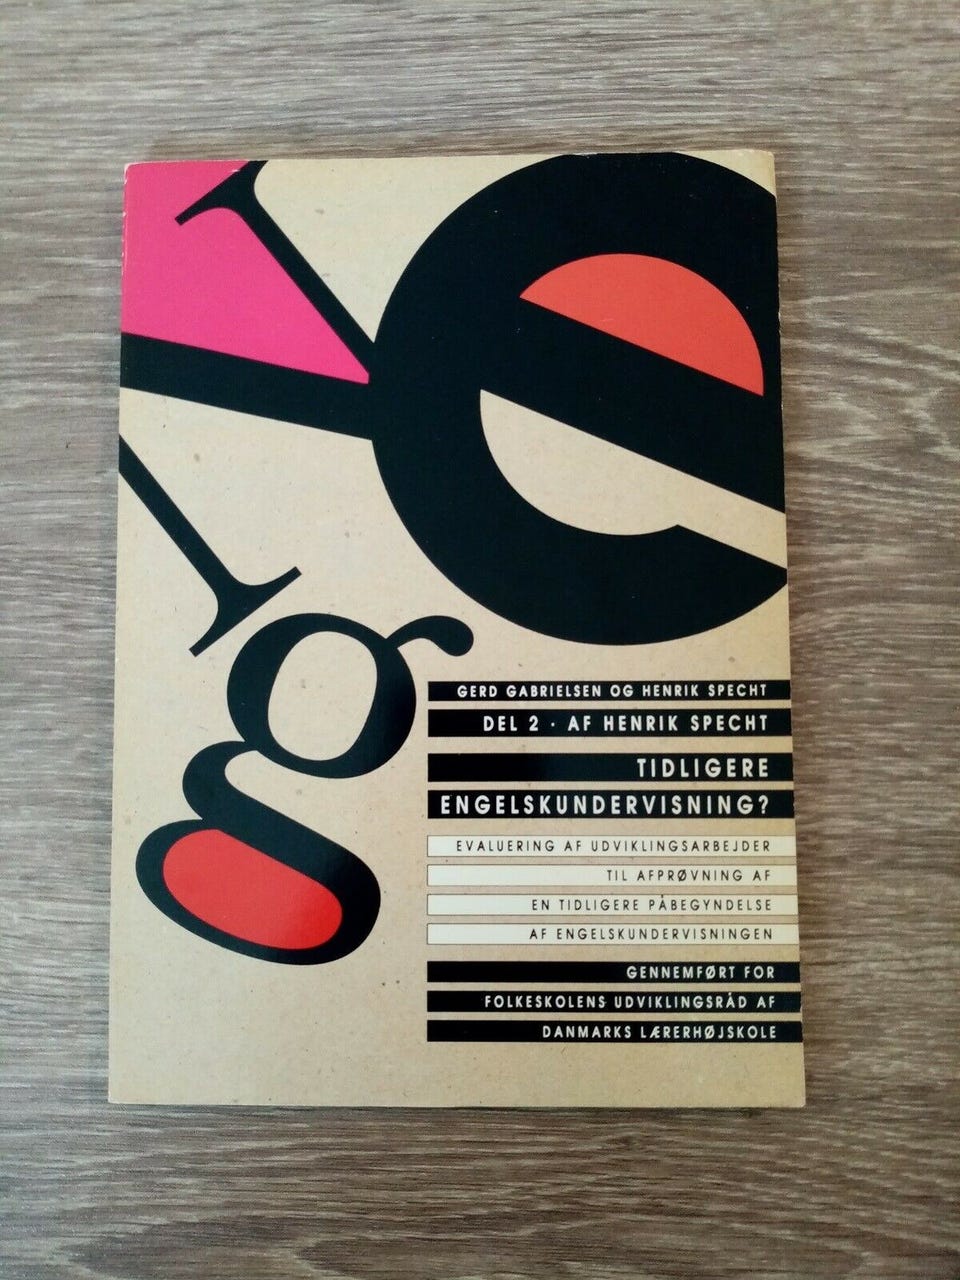 GERD GABRIELSEN OG HENRIK SPECHT
DEL 2 · AF HENRIK SPECHT
TIDLIGERE
ENGELSKUNDERVISNING?
EVALUERING AF UDVIKLINGSARBEJDER
TIL AFPRØVNING AF
EN TIDLIGERE PÅBEGYNDELSE
AF ENGELSKUNDERVISNINGEN
GENNEMFØRT FOR
FOLKESKOLENS UDVIKLINGSRÅD AF
DANMARKS LÆRERHØJSKOLE
e
g